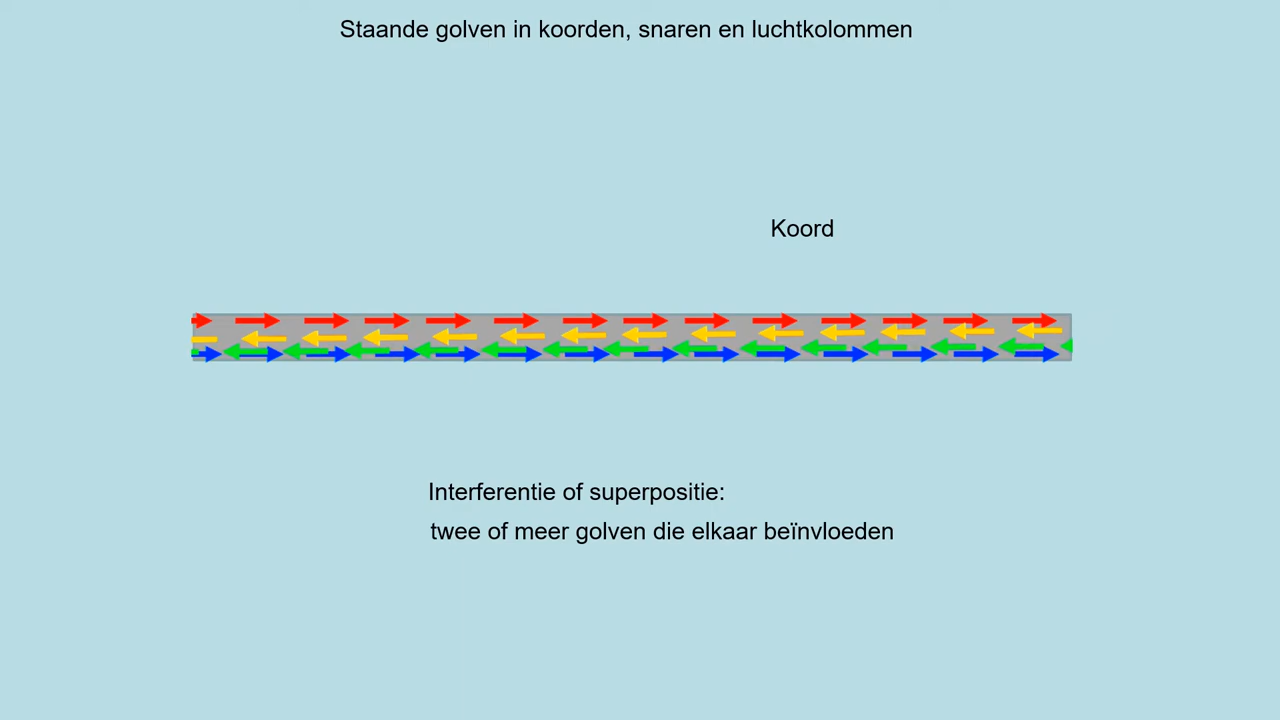 Staande golven in koorden, snaren en luchtkolommen
Koord
Interferentie of superpositie:
twee of meer golven die elkaar beïnvloeden